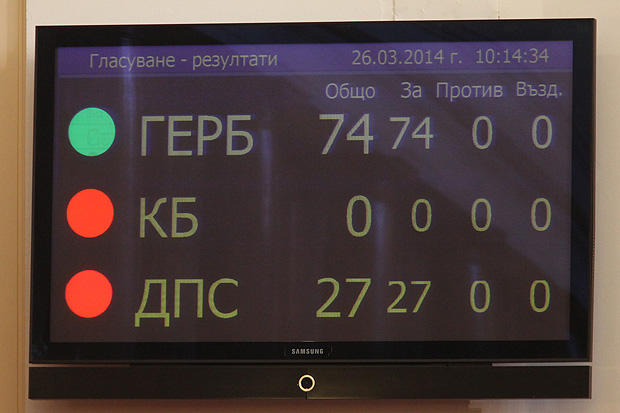 Гласуване - резултати 26.03.2014 г. 10:14:34
Общо За Против Възд.
ГЕРБ 74 74 0 0
КБ 0 0 0 0
ДПС 27 27 0 0
SAMSUNG